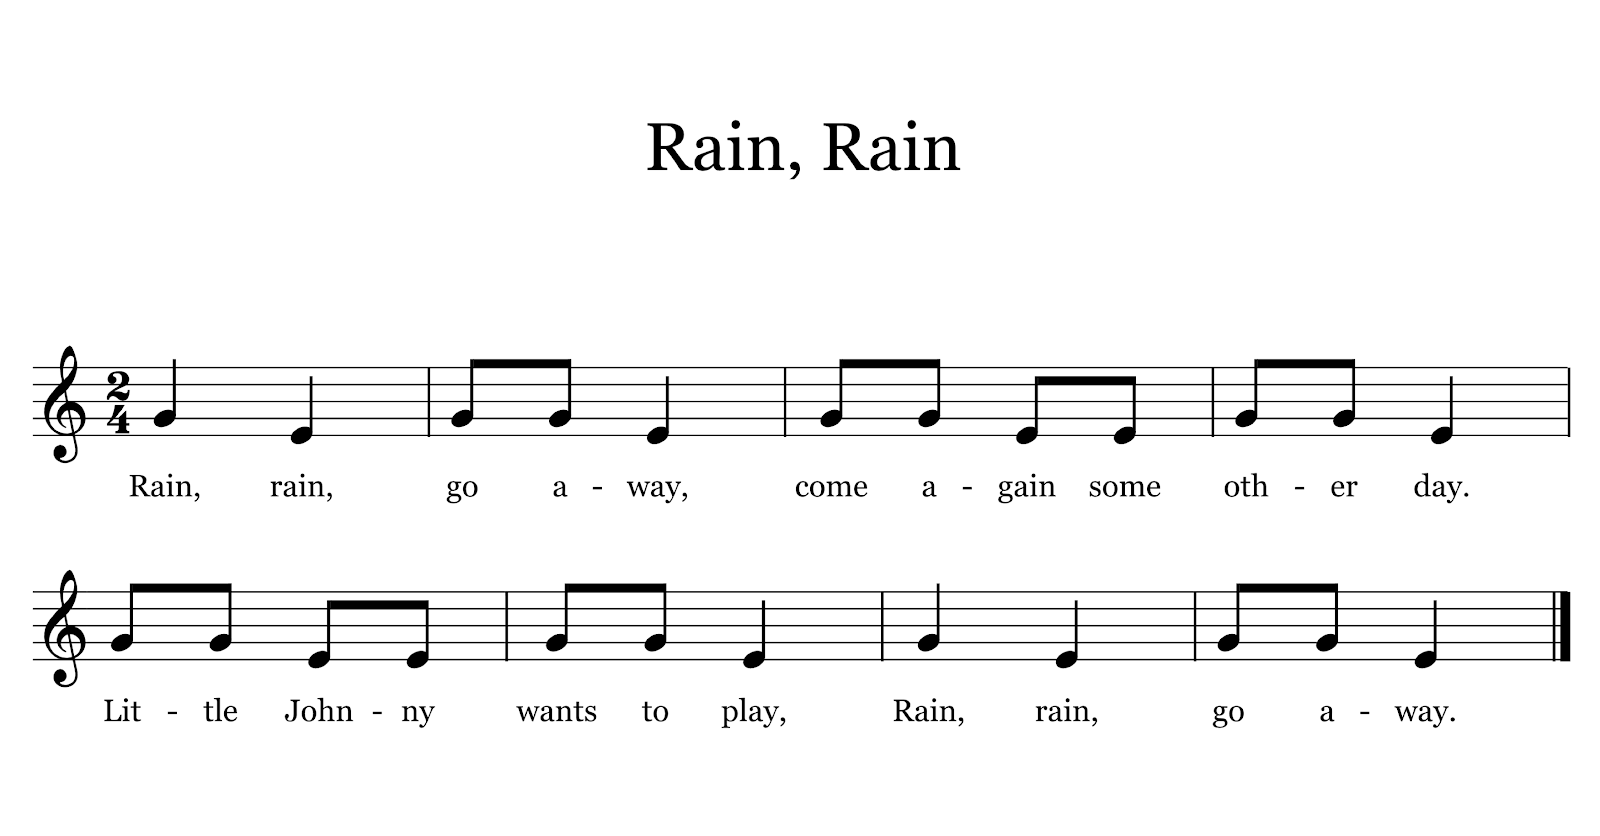 Rain, Rain
2
4
Rain, rain, go a - way, come a - gain some oth - er day.
Lit - tle John - ny wants to play, Rain, rain, go a - way.